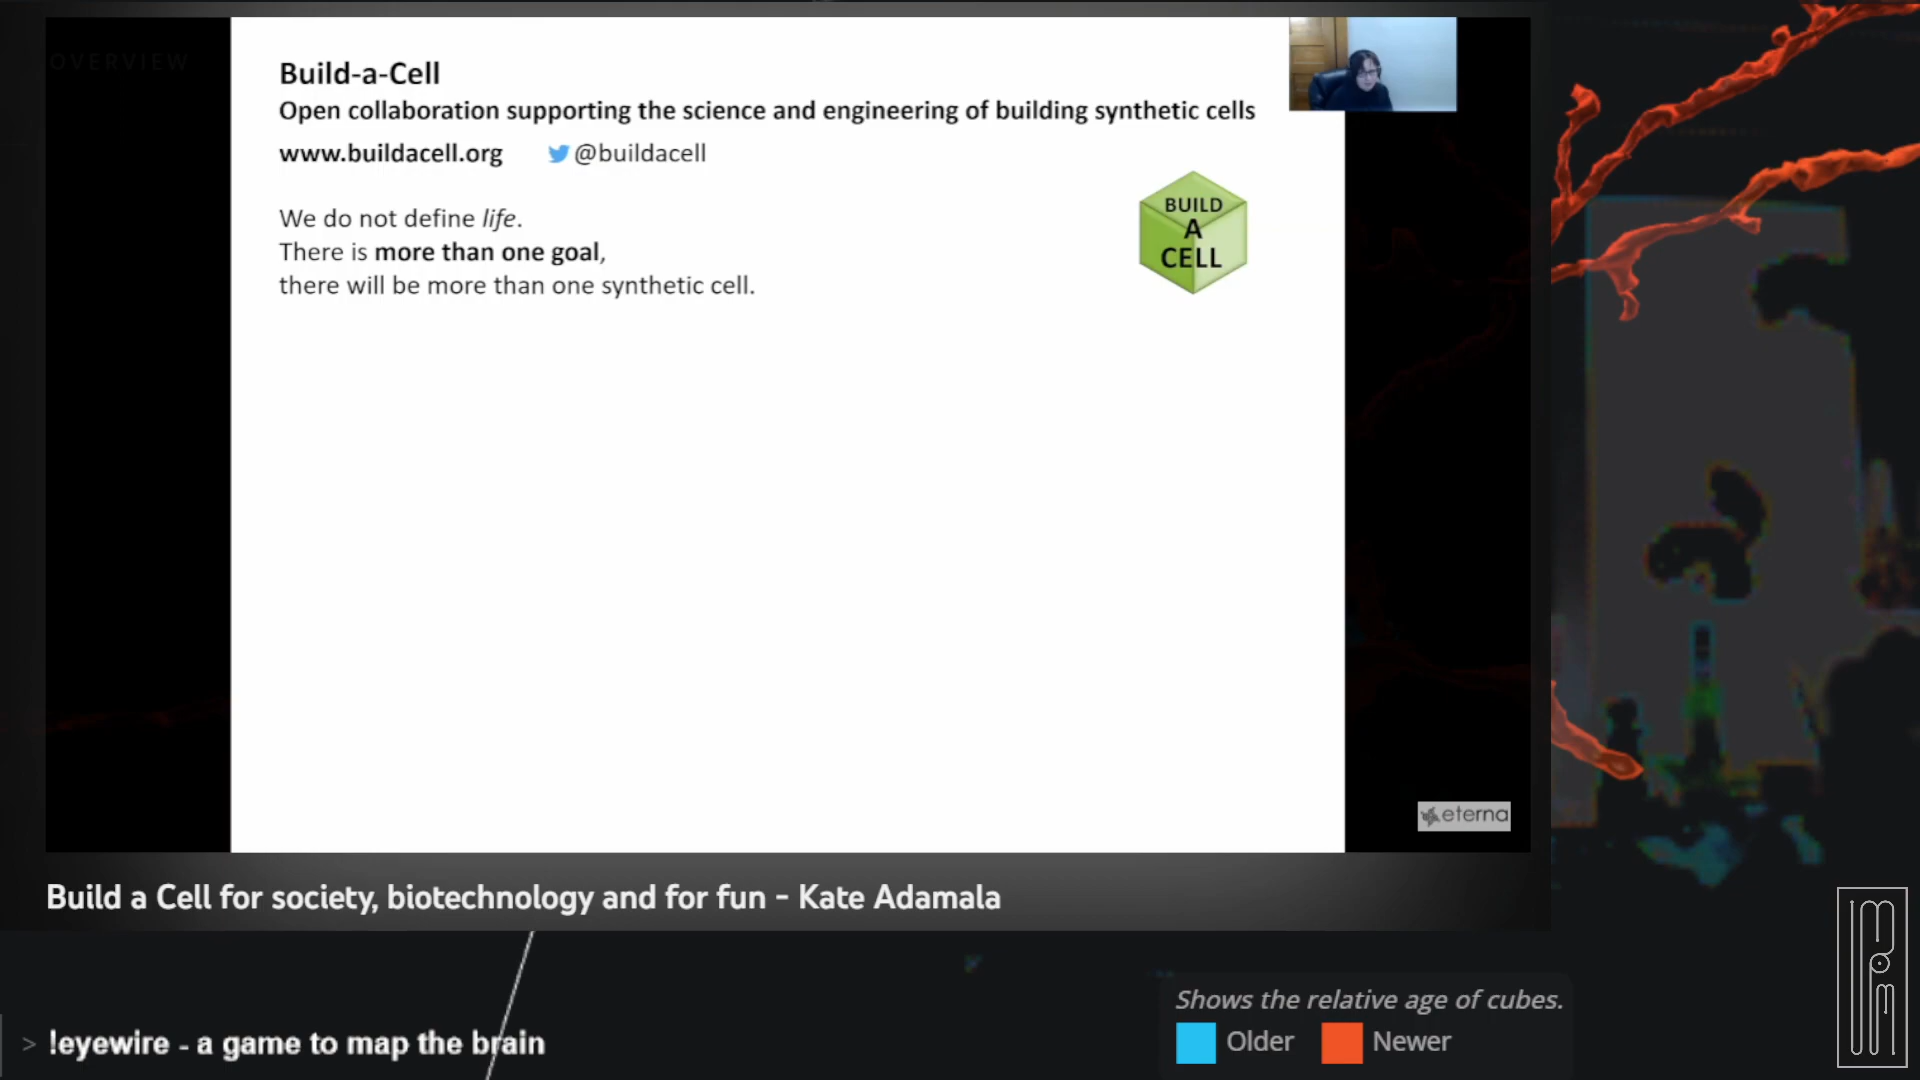 OVERVIEW
Build-a-Cell
Open collaboration supporting the science and engineering of building synthetic cells
www.buildacell.org @buildacell
We do not define life.
There is more than one goal,
there will be more than one synthetic cell.
BUILD
A
CELL
eterna
Build a Cell for society, biotechnology and for fun - Kate Adamala
> !eyewire - a game to map the brain
Shows the relative age of cubes.
Older Newer